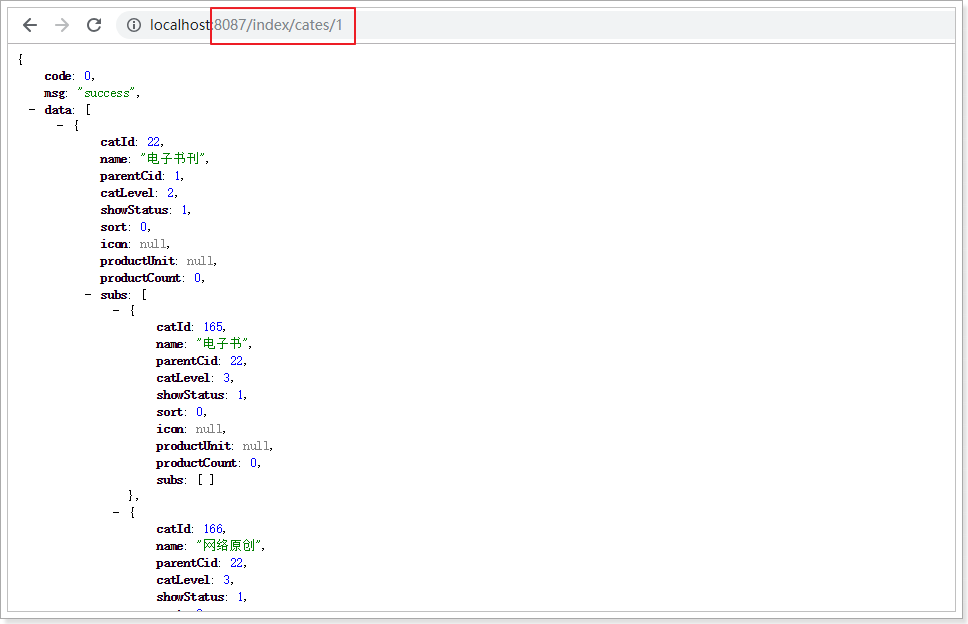 localhost:8087/index/cates/1
{
code: 0,
msg: "success",
- data: [
- {
catId: 22,
name: "电子书刊",
parentCid: 1,
catLevel: 2,
showStatus: 1,
sort: 0,
icon: null,
productUnit: null,
productCount: 0,
- subs: [
- {
catId: 165,
name: "电子书",
parentCid: 22,
catLevel: 3,
showStatus: 1,
sort: 0,
icon: null,
productUnit: null,
productCount: 0,
subs: [ ]
},
- {
catId: 166,
name: "网络原创",
parentCid: 22,
catLevel: 3,
showStatus: 1,